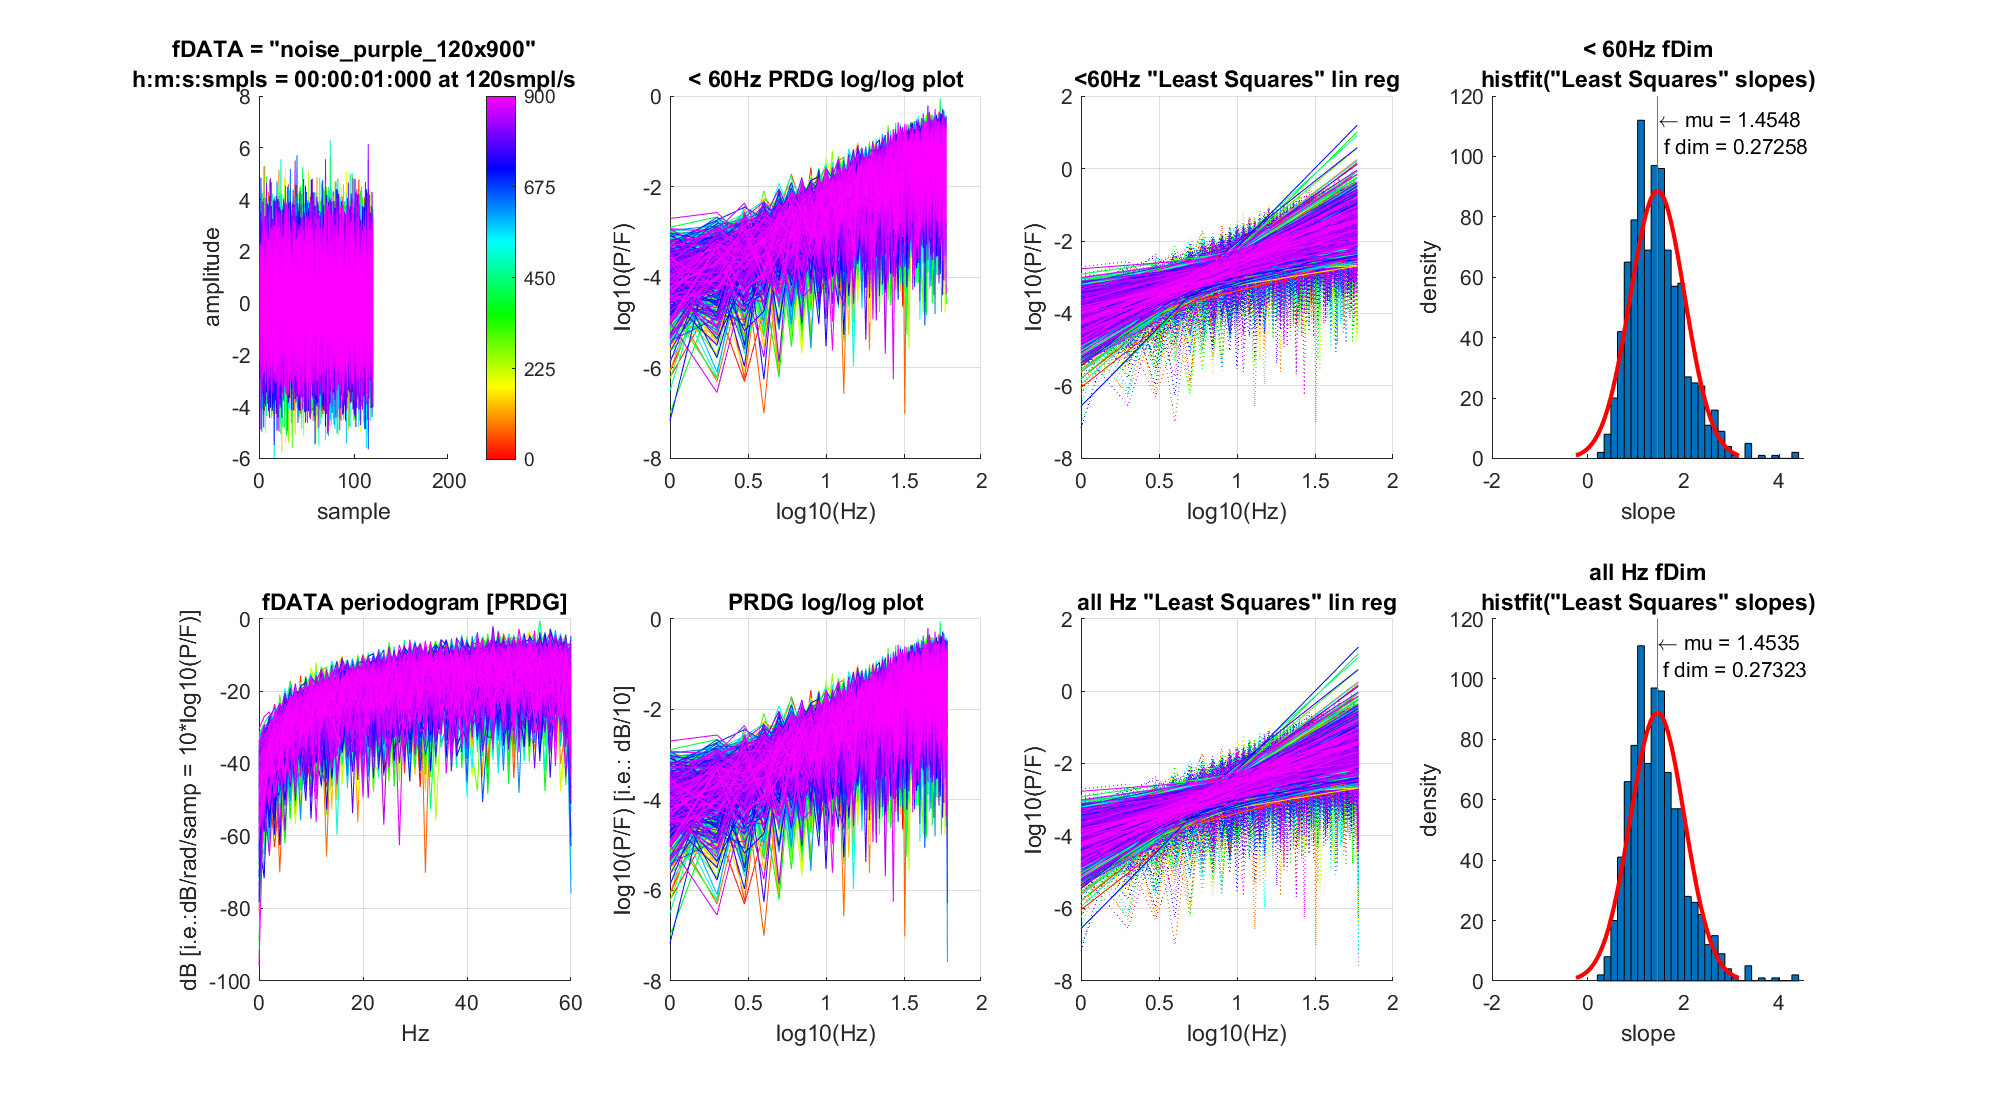 fDATA = "noise_purple_120x900"
h:m:s:smpls = 00:00:01:000 at 120smpl/s
8
6
4
2
0
-2
-4
-6
0
100
200
amplitude
sample
900
675
450
225
0
< 60Hz PRDG log/log plot
0
-2
-4
-6
-8
0
0.5
1
1.5
2
log10(P/F)
log10(Hz)
<60Hz "Least Squares" lin reg
2
0
-2
-4
-6
-8
0
0.5
1
1.5
2
log10(P/F)
log10(Hz)
< 60Hz fDim
histfit("Least Squares" slopes)
120
100
80
60
40
20
0
-2
0
2
4
← mu = 1.4548
f dim = 0.27258
density
slope
fDATA periodogram [PRDG]
0
-20
-40
-60
-80
-100
0
20
40
60
dB [i.e.:dB/rad/samp = 10*log10(P/F)]
Hz
PRDG log/log plot
0
-2
-4
-6
-8
0
0.5
1
1.5
2
log10(P/F) [i.e.: dB/10]
log10(Hz)
all Hz "Least Squares" lin reg
2
0
-2
-4
-6
-8
0
0.5
1
1.5
2
log10(P/F)
log10(Hz)
all Hz fDim
histfit("Least Squares" slopes)
120
100
80
60
40
20
0
-2
0
2
4
← mu = 1.4535
f dim = 0.27323
density
slope